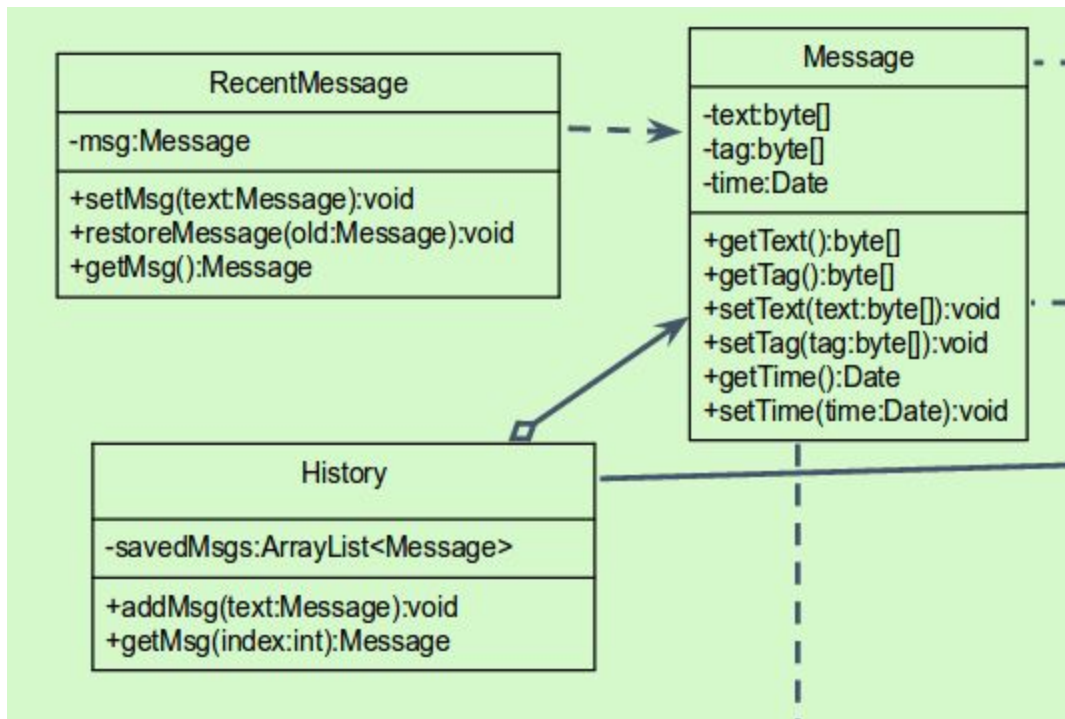 RecentMessage
-msg:Message
+setMsg(text:Message):void
+restoreMessage(old:Message):void
+getMsg():Message
Message
-text:byte[]
-tag:byte[]
-time:Date
+getText():byte[]
+getTag():byte[]
+setText(text:byte[]):void
+setTag(tag:byte[]):void
+getTime():Date
+setTime(time:Date):void
History
-savedMsgs:ArrayList<Message>
+addMsg(text:Message):void
+getMsg(index:int):Message